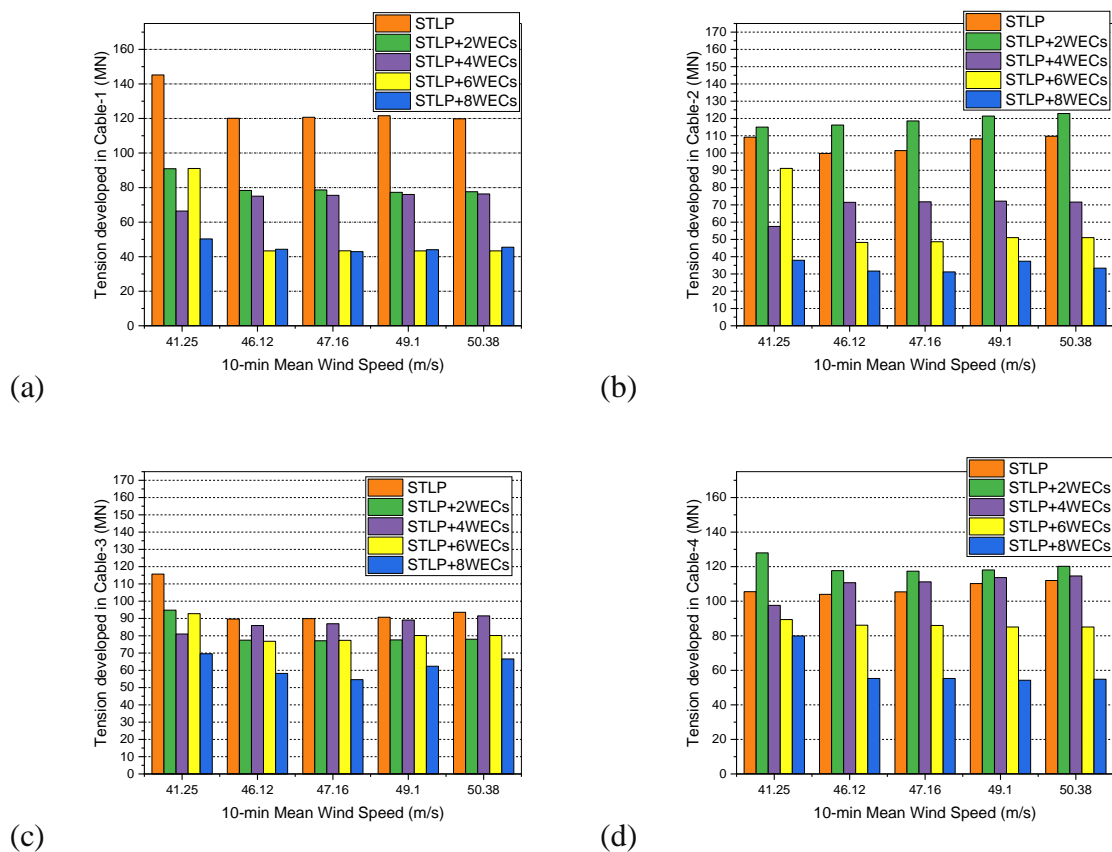 STLP
STLP+2WECs
STLP+4WECs
STLP+6WECs
STLP+8WECs
160
140
120
100
80
60
40
20
0
Tension developed in Cable-1 (MN)
41.25 46.12 47.16 49.1 50.38
10-min Mean Wind Speed (m/s)
(a)
STLP
STLP+2WECs
STLP+4WECs
STLP+6WECs
STLP+8WECs
170
160
150
140
130
120
110
100
90
80
70
60
50
40
30
20
10
0
Tension developed in Cable-2 (MN)
41.25 46.12 47.16 49.1 50.38
10-min Mean Wind Speed (m/s)
(b)
STLP
STLP+2WECs
STLP+4WECs
STLP+6WECs
STLP+8WECs
170
160
150
140
130
120
110
100
90
80
70
60
50
40
30
20
10
0
Tension developed in Cable-3 (MN)
41.25 46.12 47.16 49.1 50.38
10-min Mean Wind Speed (m/s)
(c)
STLP
STLP+2WECs
STLP+4WECs
STLP+6WECs
STLP+8WECs
160
140
120
100
80
60
40
20
0
Tension developed in Cable-4 (MN)
41.25 46.12 47.16 49.1 50.38
10-min Mean Wind Speed (m/s)
(d)